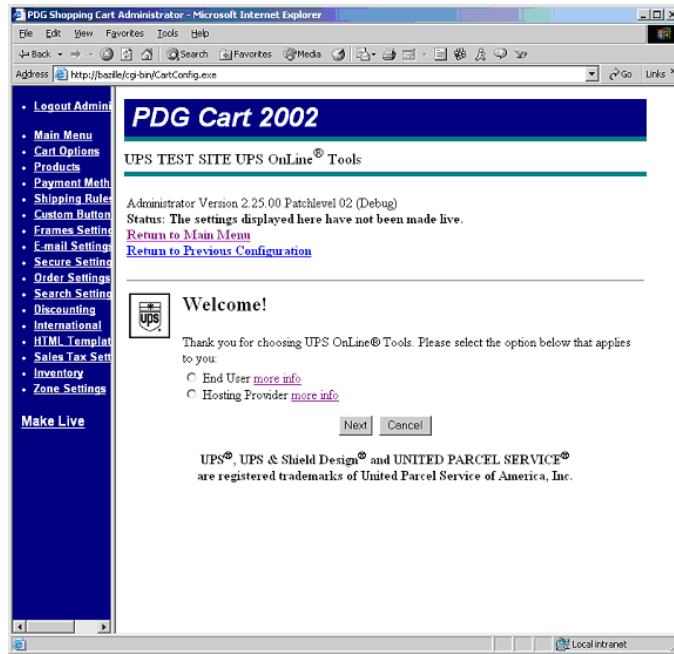 PDG Shopping Cart Administrator - Microsoft Internet Explorer
File Edit View Favorites Tools Help
Back Search Favorites Media
Address http://bazille/cgi-bin/CartConfig.exe Go Links
Logout Admini
Main Menu
Cart Options
Products
Payment Meth
Shipping Rule
Custom Button
Frames Setting
E-mail Settings
Secure Setting
Order Settings
Search Setting
Discounting
International
HTML Templat
Sales Tax Sett
Inventory
Zone Settings
Make Live
PDG Cart 2002
UPS TEST SITE UPS OnLine® Tools
Administrator Version 2.25.00 Patchlevel 02 (Debug)
Status: The settings displayed here have not been made live.
Return to Main Menu
Return to Previous Configuration
ups
Welcome!
Thank you for choosing UPS OnLine® Tools. Please select the option below that applies
to you:
End User more info
Hosting Provider more info
Next Cancel
UPS®, UPS & Shield Design® and UNITED PARCEL SERVICE®
are registered trademarks of United Parcel Service of America, Inc.
Local intranet